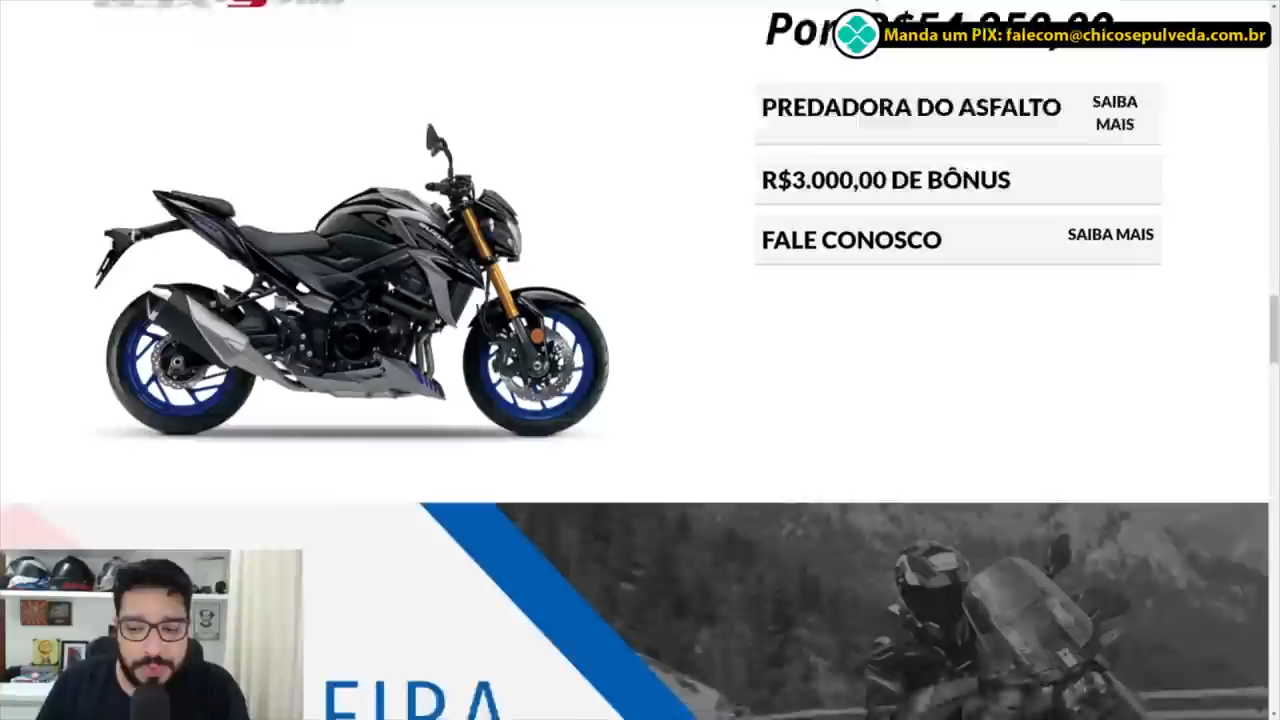 Por
Manda um PIX: falecom@chicosepulveda.com.br
PREDADORA DO ASFALTO
SAIBA
MAIS
R$3.000,00 DE BÔNUS
FALE CONOSCO
SAIBA MAIS
SUZUKI